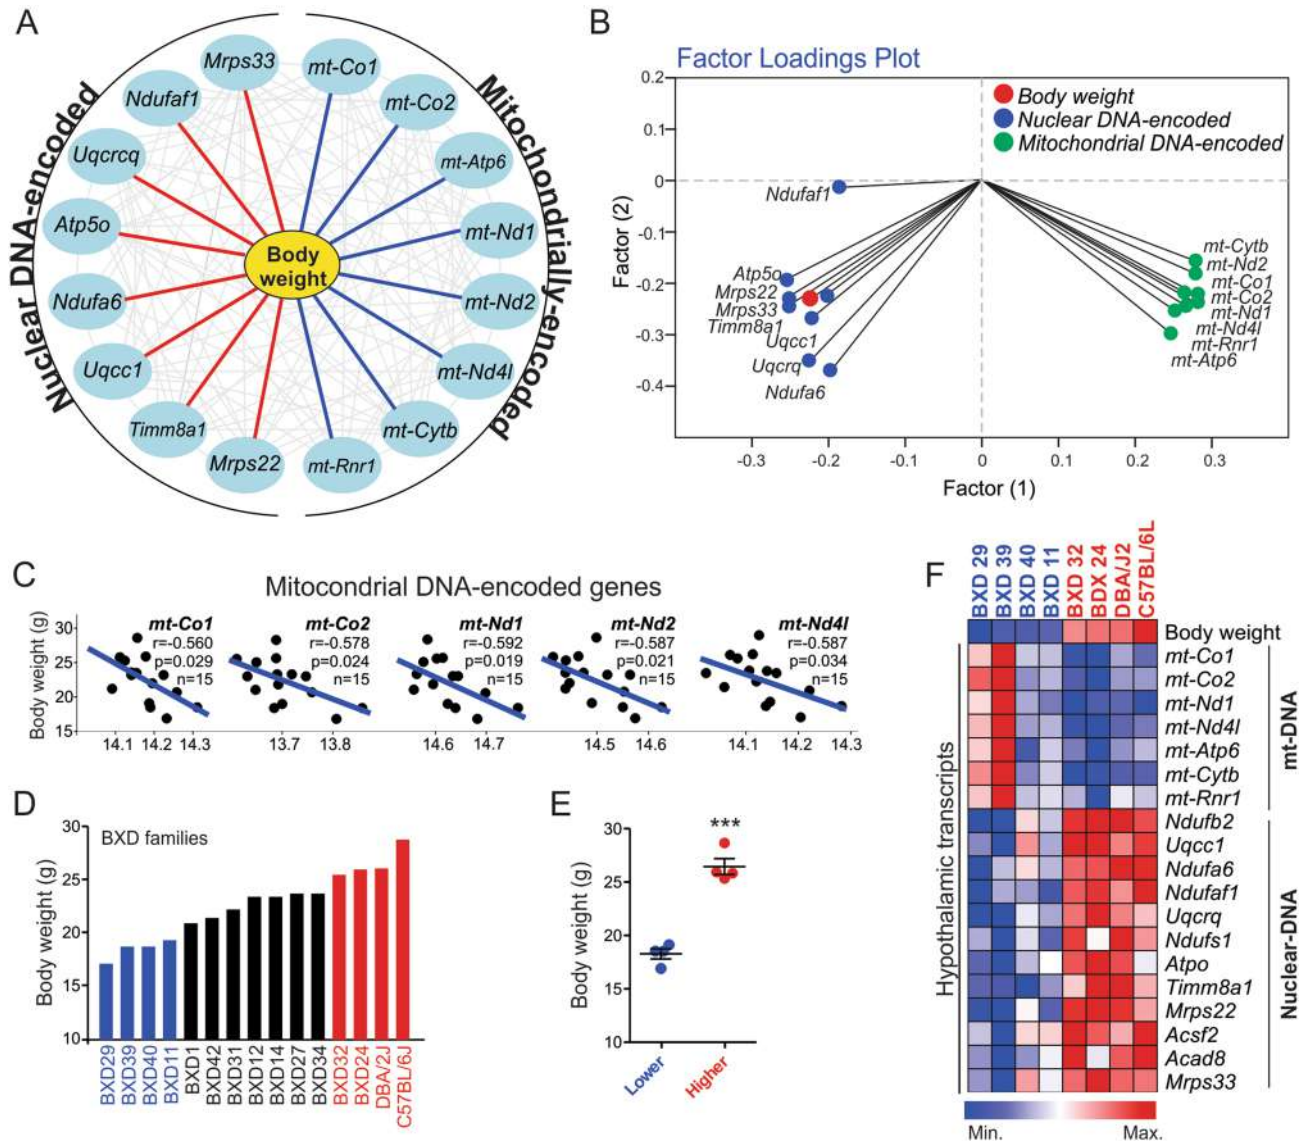 A
Mrps33
mt-Co1
Ndufaf1
mt-Co2
Uqcrcq
mt-Atp6
Atp5o
mt-Nd1
Body
weight
Ndufa6
mt-Nd2
Uqcc1
mt-Nd4l
Timm8a1
mt-Cytb
Mrps22
mt-Rnr1
Nuclear DNA-encoded
Mitochondrially-encoded
B
Factor Loadings Plot
Body weight
Nuclear DNA-encoded
Mitochondrial DNA-encoded
Factor (2)
0.2
0.1
0
-0.1
-0.2
-0.3
-0.4
Ndufaf1
Atp5o
Mrps22
Mrps33
Timm8a1
Uqcc1
Uqcrq
Ndufa6
mt-Cytb
mt-Nd2
mt-Co1
mt-Co2
mt-Nd1
mt-Nd4l
mt-Rnr1
mt-Atp6
-0.3 -0.2 -0.1 0 0.1 0.2 0.3
Factor (1)
C
Mitocondrial DNA-encoded genes
Body weight (g)
30
25
20
15
mt-Co1
r=-0.560
p=0.029
n=15
14.1 14.2 14.3
mt-Co2
r=-0.578
p=0.024
n=15
13.7 13.8
mt-Nd1
r=-0.592
p=0.019
n=15
14.6 14.7
mt-Nd2
r=-0.587
p=0.021
n=15
14.5 14.6
mt-Nd4l
r=-0.587
p=0.034
n=15
14.1 14.2 14.3
D
BXD families
Body weight (g)
30
25
20
15
10
BXD29
BXD39
BXD40
BXD11
BXD1
BXD42
BXD31
BXD12
BXD14
BXD27
BXD34
BXD32
BXD24
DBA/2J
C57BL/6J
E
Body weight (g)
30
25
20
15
10
***
Lower
Higher
F
BXD 29
BXD 39
BXD 40
BXD 11
BXD 32
BDX 24
DBA/J2
C57BL/6L
Body weight
mt-Co1
mt-Co2
mt-Nd1
mt-Nd4l
mt-Atp6
mt-Cytb
mt-Rnr1
Ndufb2
Uqcc1
Ndufa6
Ndufaf1
Uqcrq
Ndufs1
Atpo
Timm8a1
Mrps22
Acsf2
Acad8
Mrps33
Hypothalamic transcripts
mt-DNA
Nuclear-DNA
Min. Max.